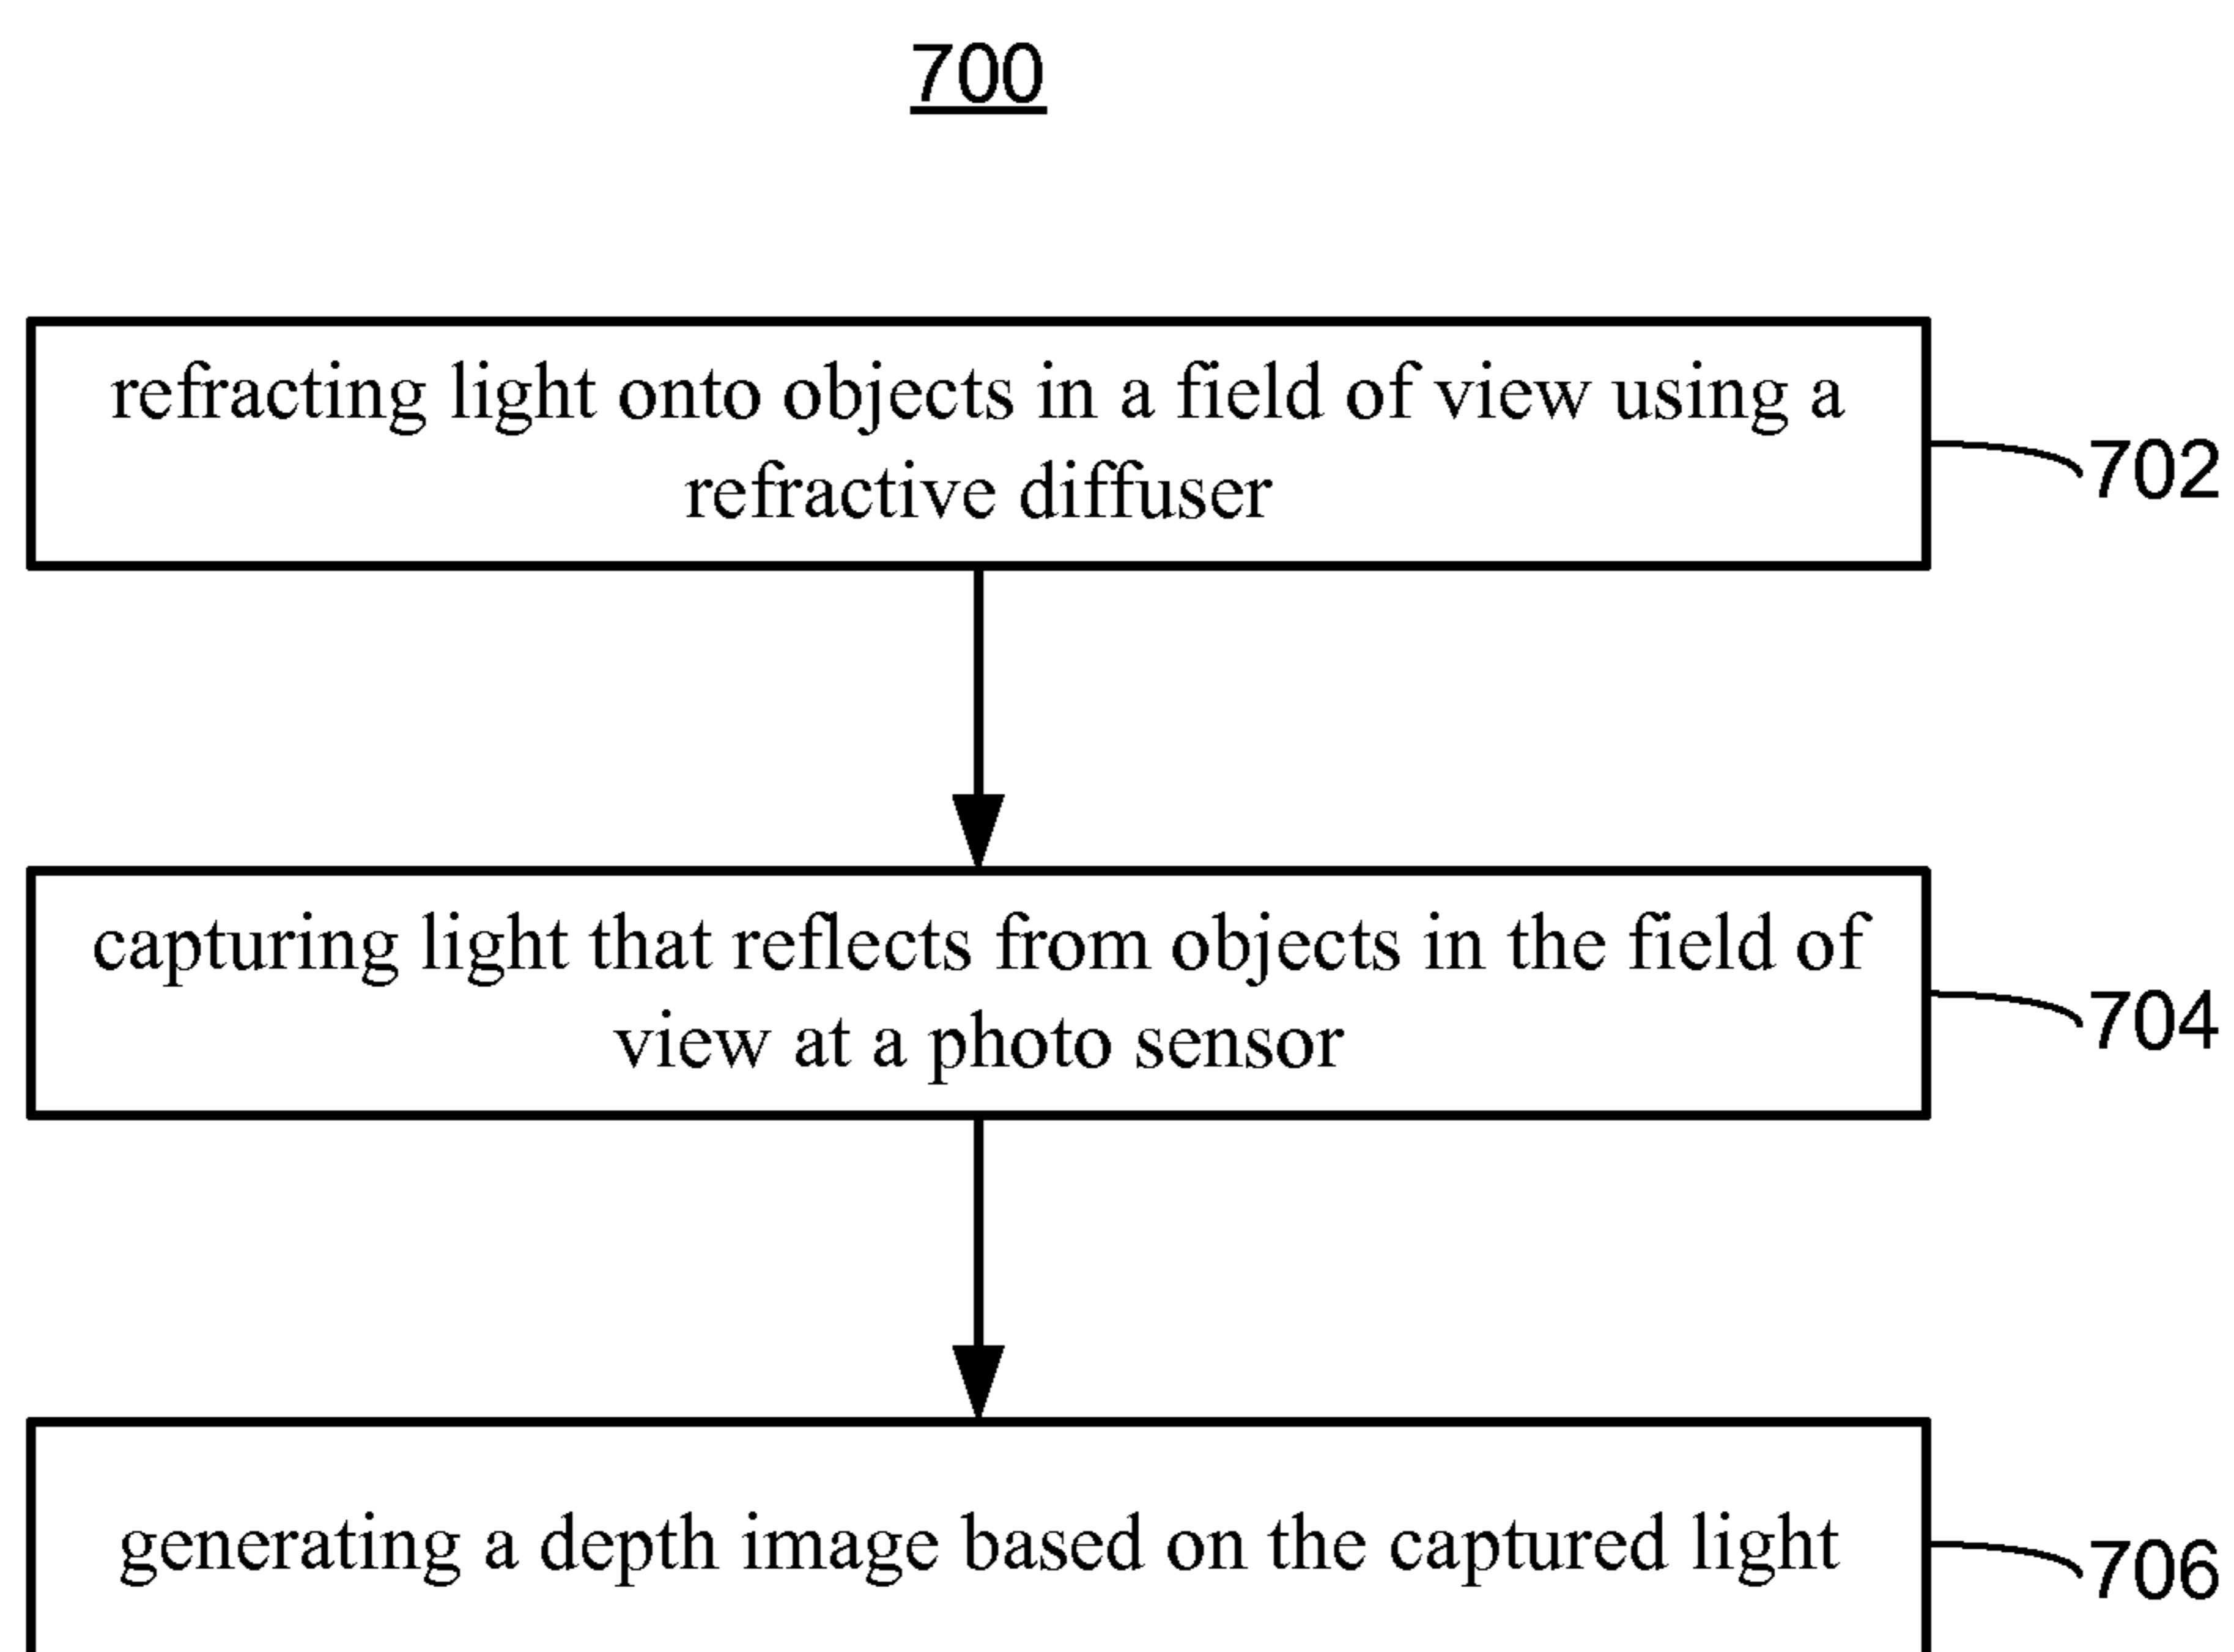 700
refracting light onto objects in a field of view using a
refractive diffuser
702
capturing light that reflects from objects in the field of
view at a photo sensor
704
generating a depth image based on the captured light
706